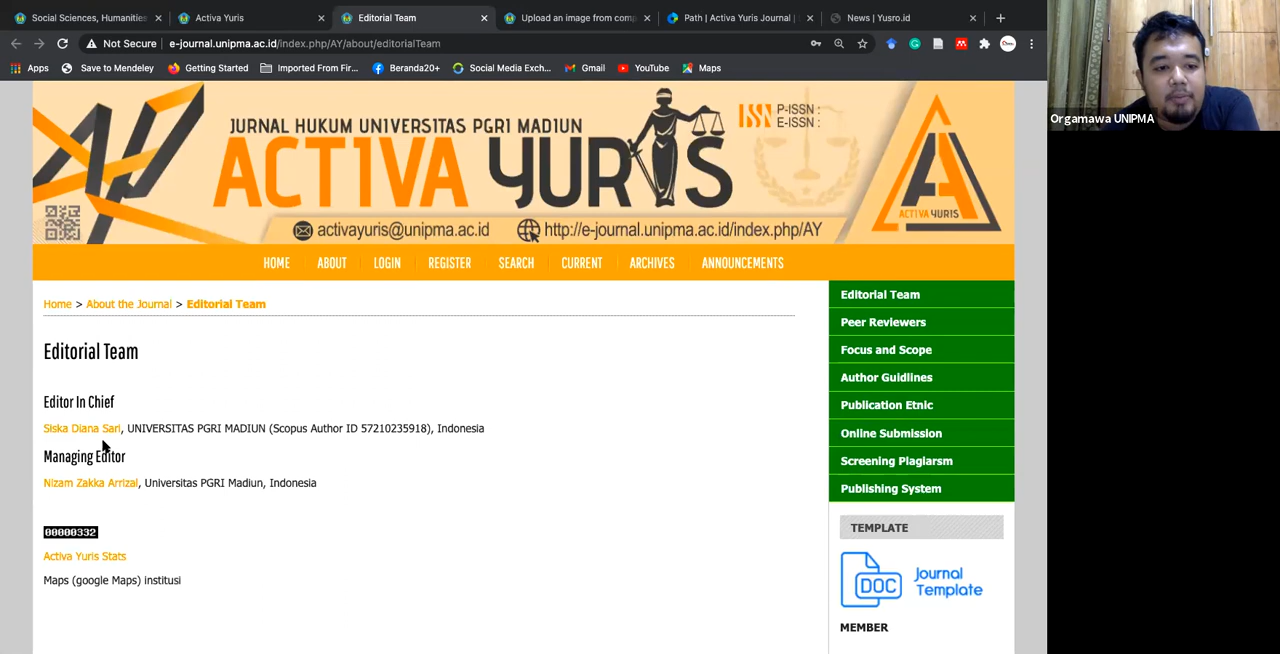 Social Sciences, Humanities
Activa Yuris
Editorial Team
Upload an image from com
Path | Activa Yuris Journal |
News | Yusro.id
Not Secure | e-journal.unipma.ac.id/index.php/AY/about/editorialTeam
Apps
Save to Mendeley
Getting Started
Imported From Fir...
Beranda20+
Social Media Exch...
Gmail
YouTube
Maps
Orgamawa UNIPMA
JURNAL HUKUM UNIVERSITAS PGRI MADIUN
ACTIVA YURIS
ISSN
P-ISSN :
E-ISSN :
ACTIVA YURIS
activayuris@unipma.ac.id
http://e-journal.unipma.ac.id/index.php/AY
HOME
ABOUT
LOGIN
REGISTER
SEARCH
CURRENT
ARCHIVES
ANNOUNCEMENTS
Home > About the Journal > Editorial Team
Editorial Team
Editor In Chief
Siska Diana Sari, UNIVERSITAS PGRI MADIUN (Scopus Author ID 57210235918), Indonesia
Managing Editor
Nizam Zakka Arrizal, Universitas PGRI Madiun, Indonesia
00000332
Activa Yuris Stats
Maps (google Maps) institusi
Editorial Team
Peer Reviewers
Focus and Scope
Author Guidlines
Publication Etnic
Online Submission
Screening Plagiarsm
Publishing System
TEMPLATE
DOC
Journal
Template
MEMBER